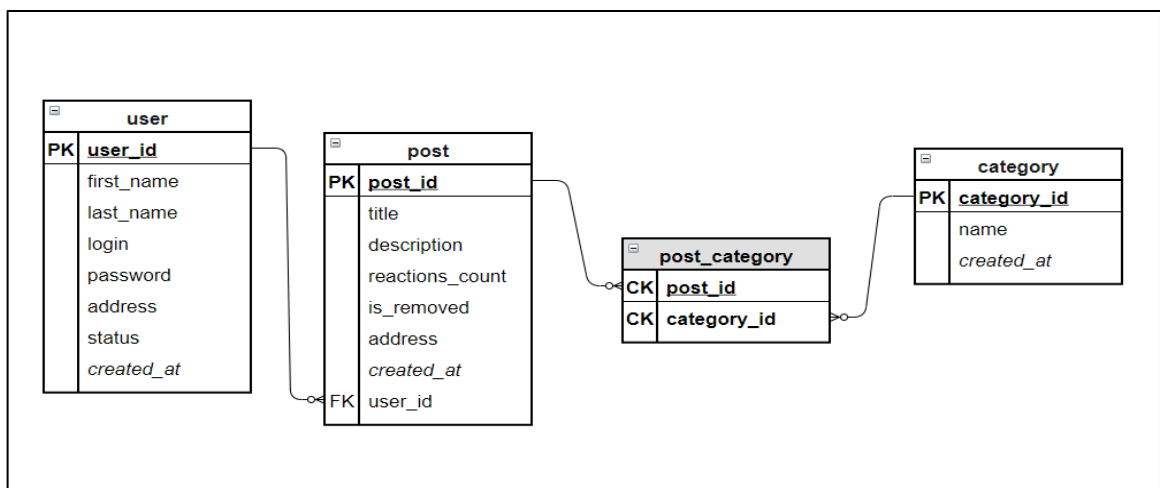 user
PK user_id
first_name
last_name
login
password
address
status
created_at
post
PK post_id
title
description
reactions_count
is_removed
address
created_at
FK user_id
post_category
CK post_id
CK category_id
category
PK category_id
name
created_at